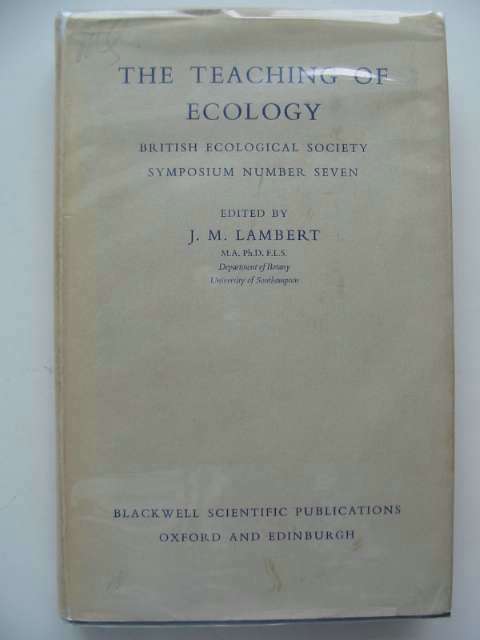 THE TEACHING OF
ECOLOGY
BRITISH ECOLOGICAL SOCIETY
SYMPOSIUM NUMBER SEVEN
EDITED BY
J. M. LAMBERT
M.A. Ph.D. F.L.S.
Department of Botany
University of Southampton
BLACKWELL SCIENTIFIC PUBLICATIONS
OXFORD AND EDINBURGH